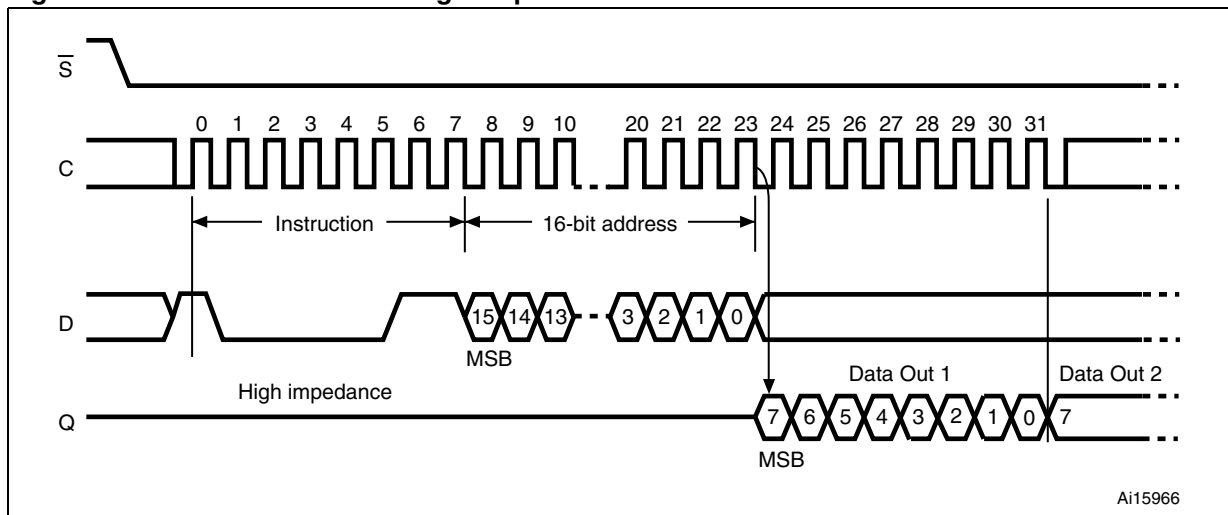 S
0 1 2 3 4 5 6 7 8 9 10 20 21 22 23 24 25 26 27 28 29 30 31
C
Instruction 16-bit address
D 15 14 13 3 2 1 0
MSB
High impedance Data Out 1 Data Out 2
Q 7 6 5 4 3 2 1 0 7
MSB
Ai15966